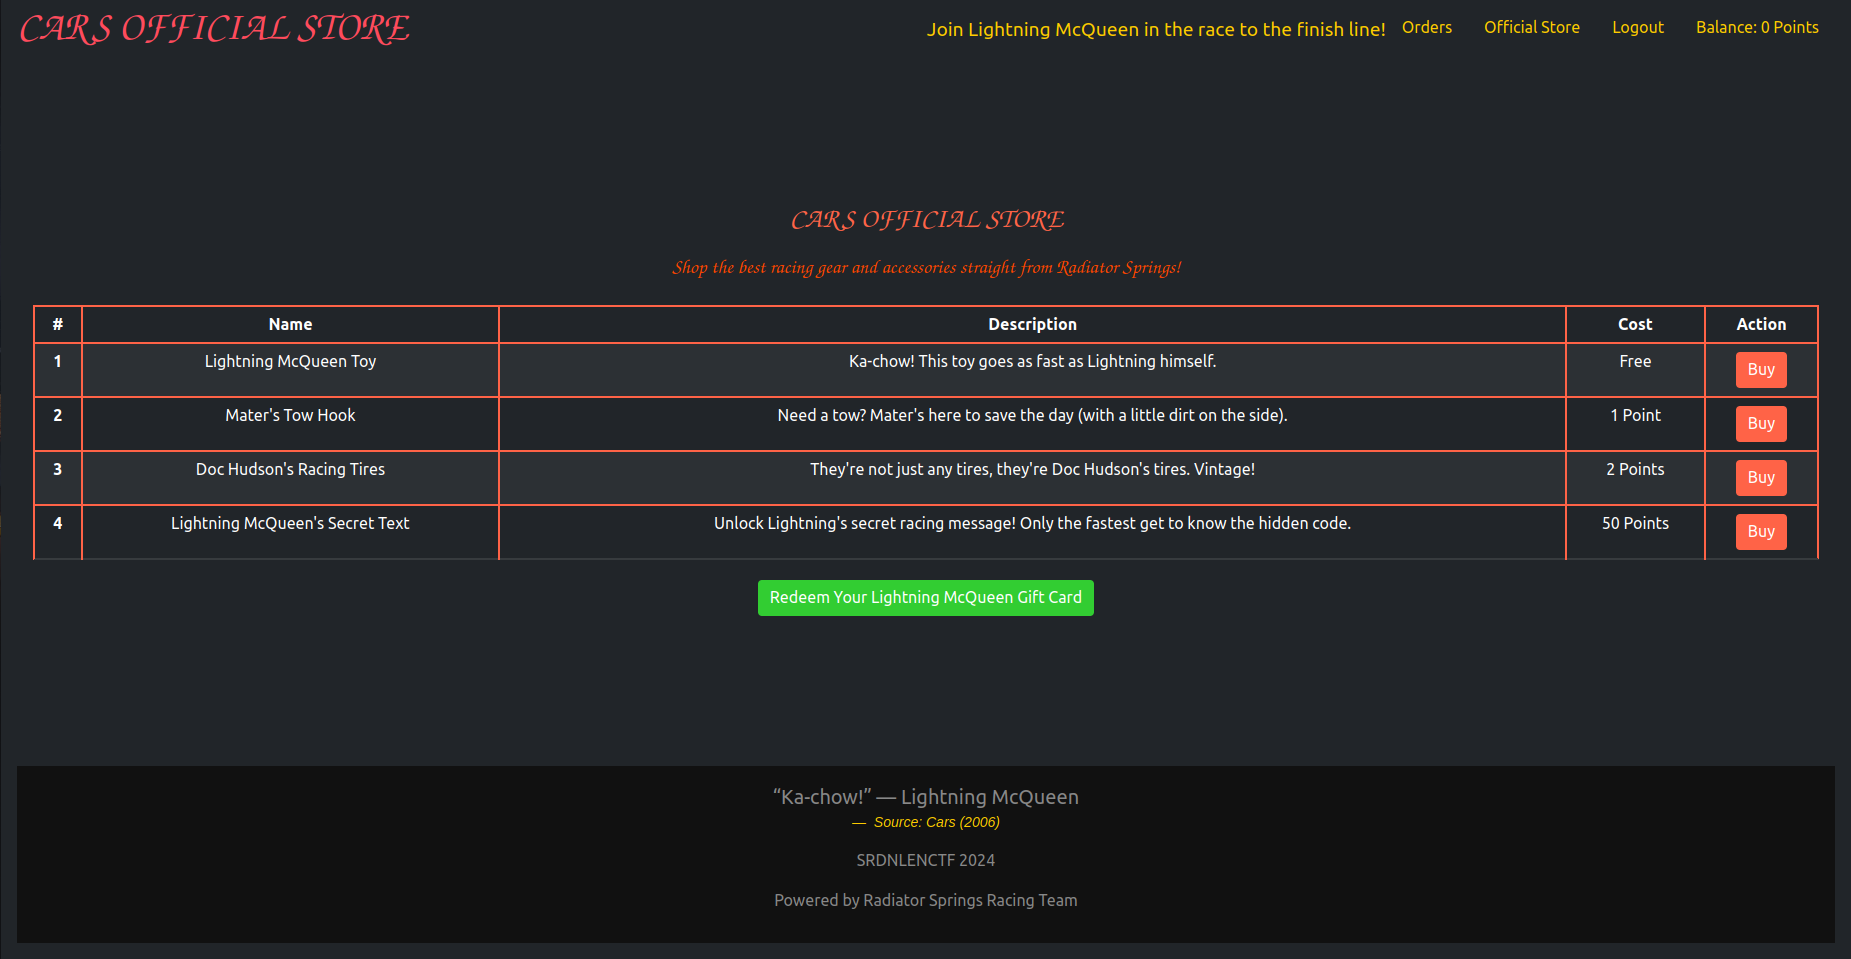 CARS OFFICIAL STORE
Join Lightning McQueen in the race to the finish line! Orders Official Store Logout Balance: 0 Points
CARS OFFICIAL STORE
Shop the best racing gear and accessories straight from Radiator Springs!
# Name Description Cost Action
1 Lightning McQueen Toy Ka-chow! This toy goes as fast as Lightning himself. Free Buy
2 Mater's Tow Hook Need a tow? Mater's here to save the day (with a little dirt on the side). 1 Point Buy
3 Doc Hudson's Racing Tires They're not just any tires, they're Doc Hudson's tires. Vintage! 2 Points Buy
4 Lightning McQueen's Secret Text Unlock Lightning's secret racing message! Only the fastest get to know the hidden code. 50 Points Buy
Redeem Your Lightning McQueen Gift Card
“Ka-chow!” — Lightning McQueen
— Source: Cars (2006)
SRDNLENCTF 2024
Powered by Radiator Springs Racing Team